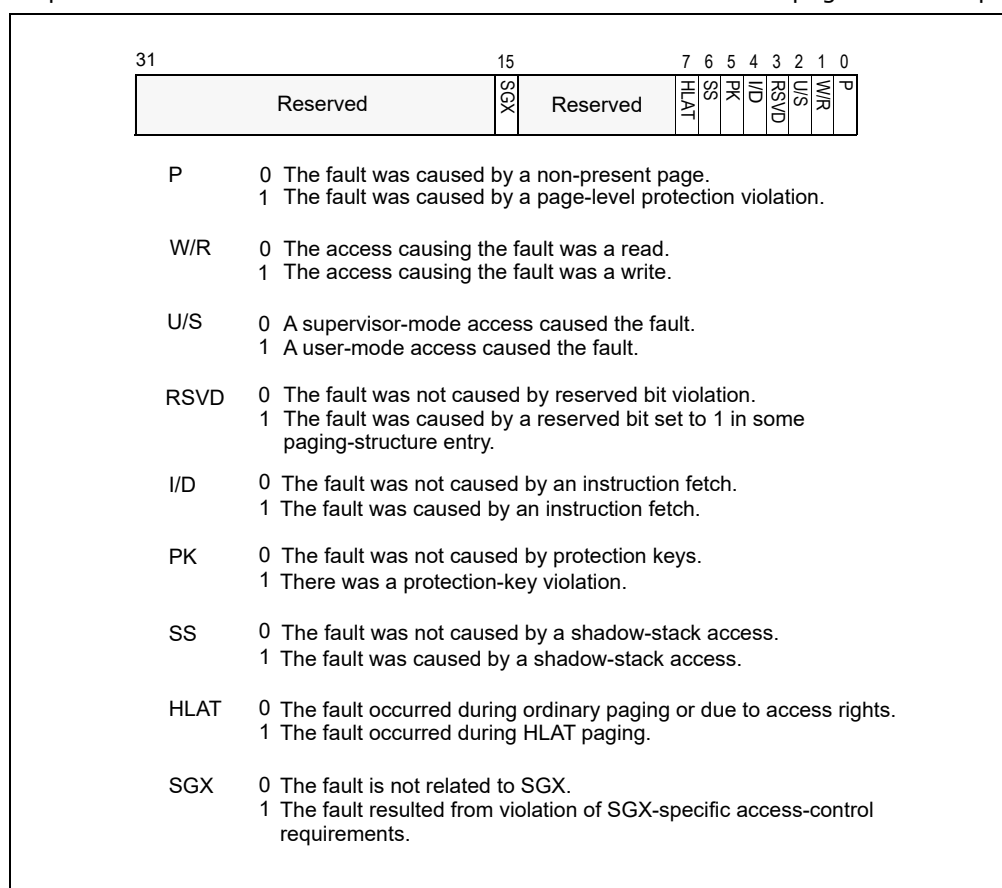 31 15 7 6 5 4 3 2 1 0
Reserved SGX Reserved HLAT SS PK I/D RSVD U/S W/R P
P 0 The fault was caused by a non-present page.
1 The fault was caused by a page-level protection violation.
W/R 0 The access causing the fault was a read.
1 The access causing the fault was a write.
U/S 0 A supervisor-mode access caused the fault.
1 A user-mode access caused the fault.
RSVD 0 The fault was not caused by reserved bit violation.
1 The fault was caused by a reserved bit set to 1 in some
paging-structure entry.
I/D 0 The fault was not caused by an instruction fetch.
1 The fault was caused by an instruction fetch.
PK 0 The fault was not caused by protection keys.
1 There was a protection-key violation.
SS 0 The fault was not caused by a shadow-stack access.
1 The fault was caused by a shadow-stack access.
HLAT 0 The fault occurred during ordinary paging or due to access rights.
1 The fault occurred during HLAT paging.
SGX 0 The fault is not related to SGX.
1 The fault resulted from violation of SGX-specific access-control
requirements.